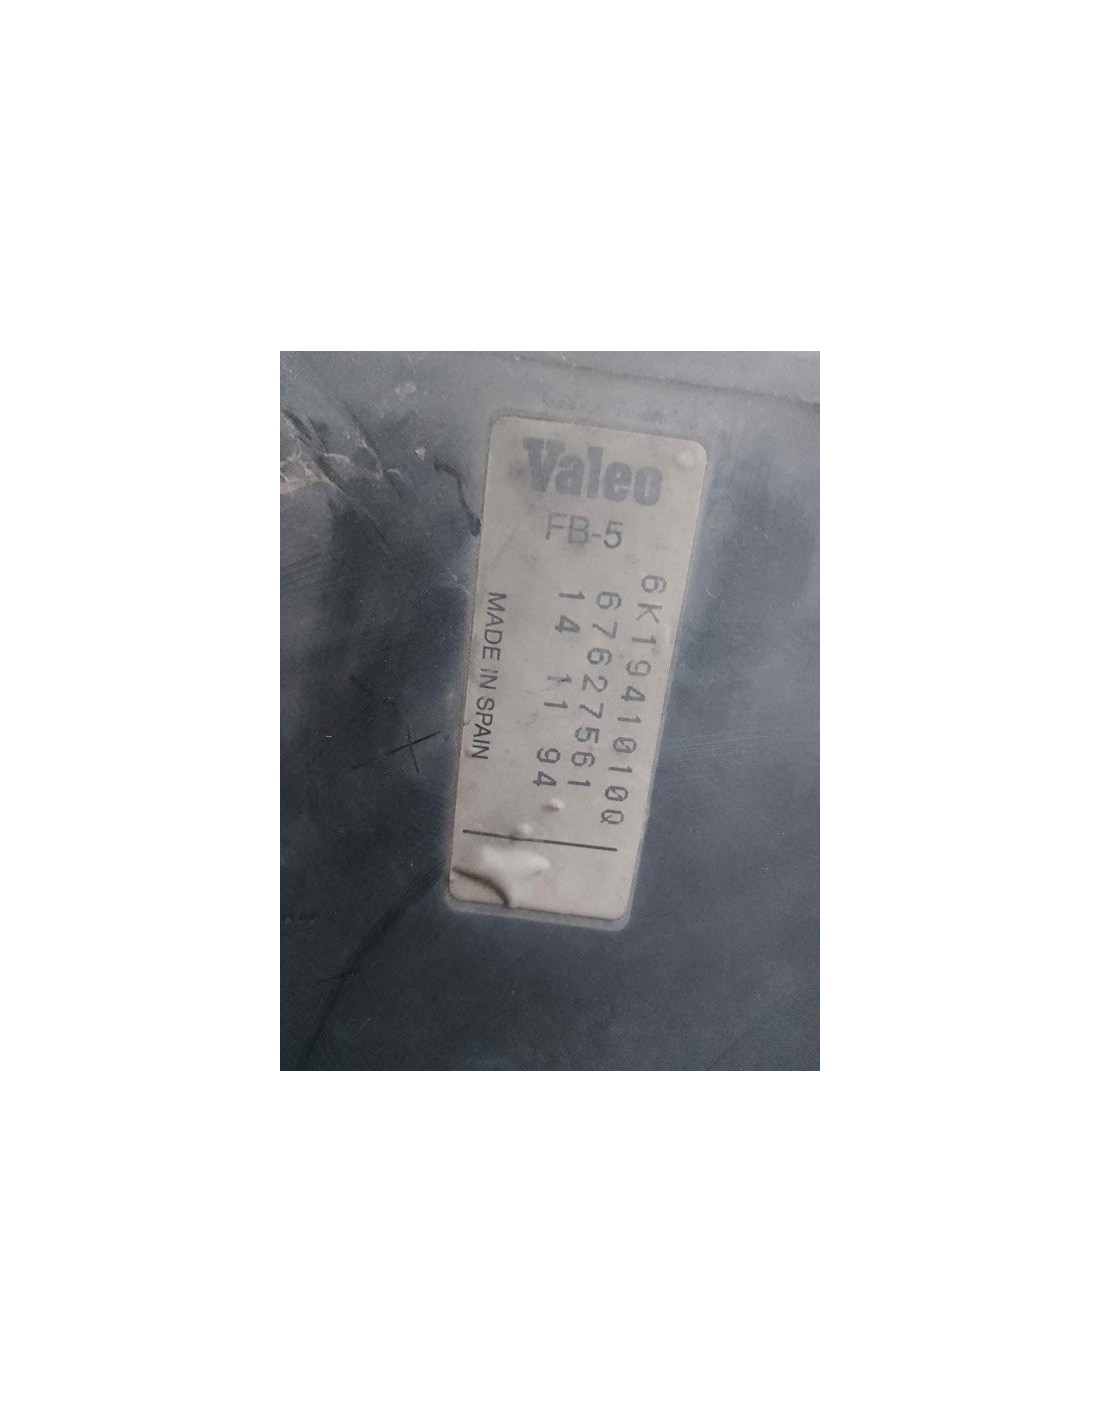 Valeo
FB-5
6K1941010Q
67627561
14 11 94
MADE IN SPAIN